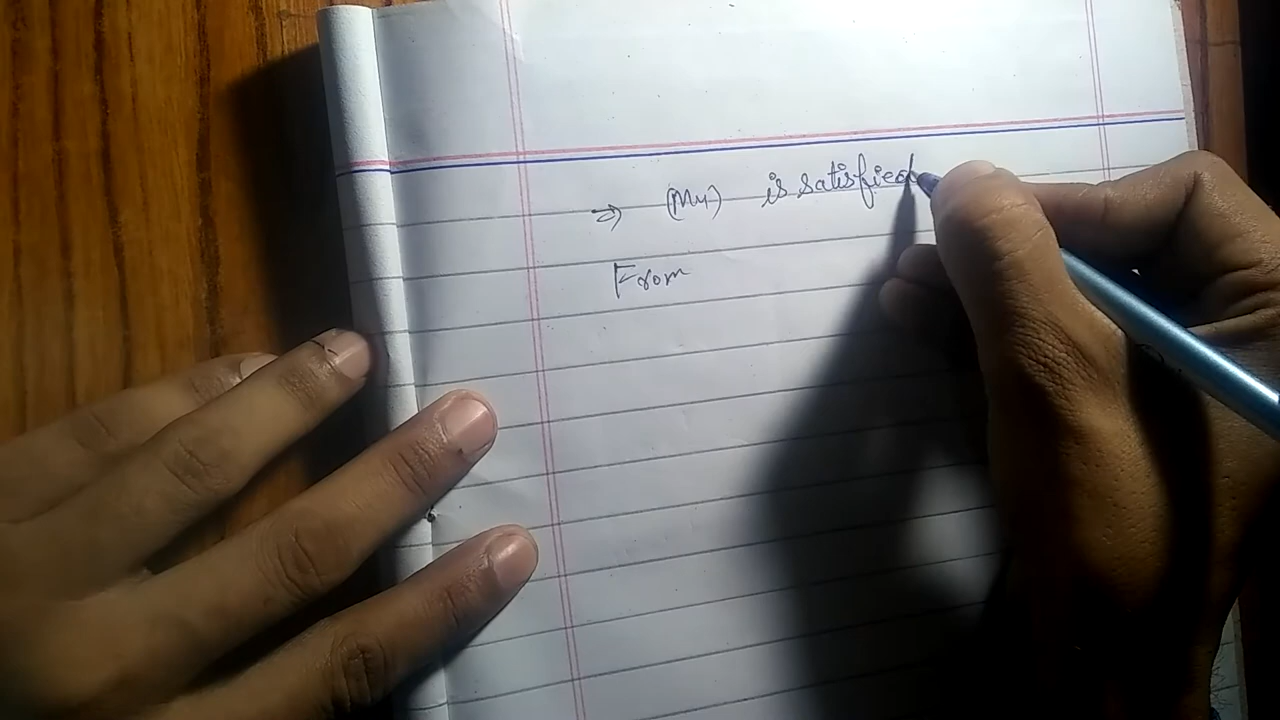 ⇒ (M4) is satisfied
From